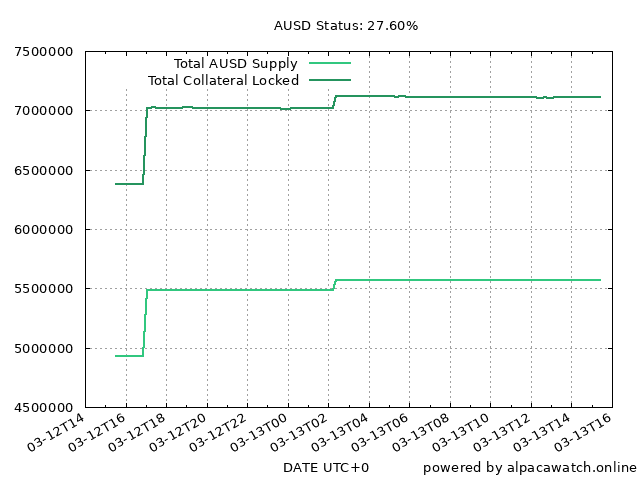 AUSD Status: 27.60%
7500000
Total AUSD Supply
Total Collateral Locked
7000000
6500000
6000000
5500000
5000000
4500000
03-12T14
03-12T16
03-12T18
03-12T20
03-12T22
03-13T00
03-13T02
03-13T04
03-13T06
03-13T08
03-13T10
03-13T12
03-13T14
03-13T16
DATE UTC+0
powered by alpacawatch.online